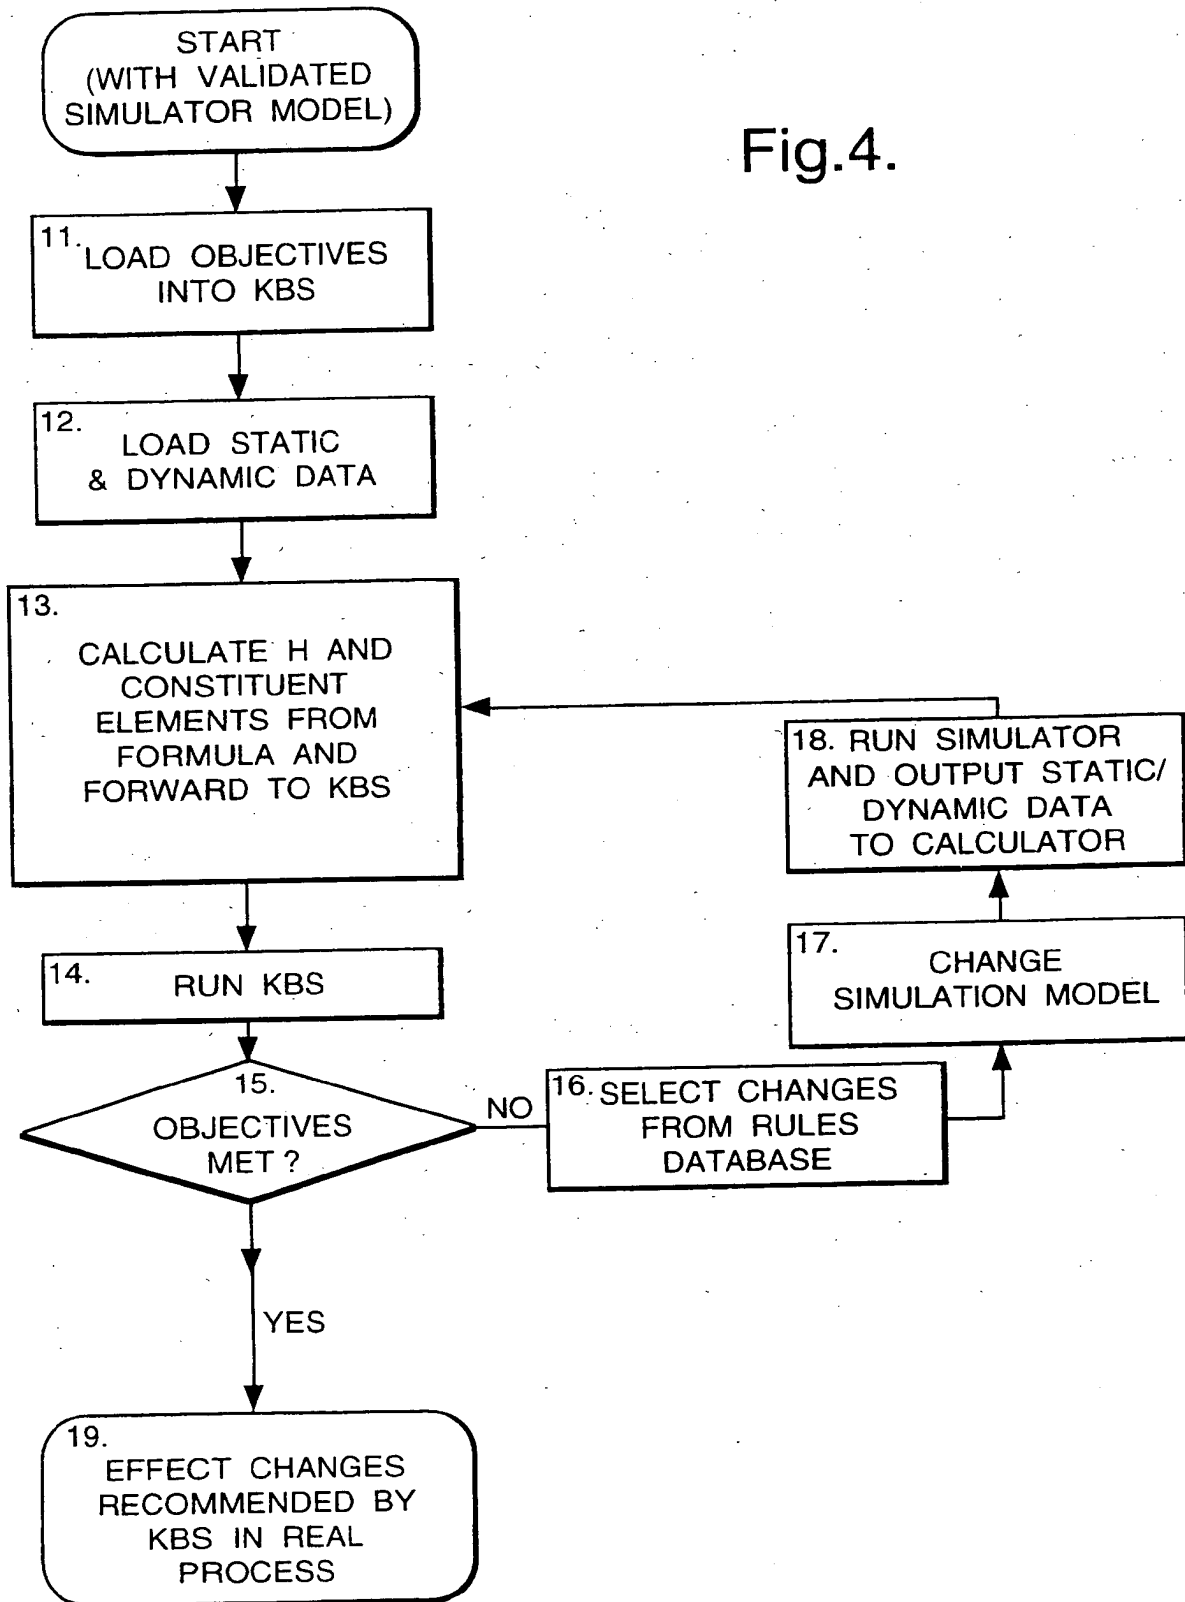 START
(WITH VALIDATED
SIMULATOR MODEL)
Fig.4.
11.
LOAD OBJECTIVES
INTO KBS
12.
LOAD STATIC
& DYNAMIC DATA
13.
CALCULATE H AND
CONSTITUENT
ELEMENTS FROM
FORMULA AND
FORWARD TO KBS
18. RUN SIMULATOR
AND OUTPUT STATIC/
DYNAMIC DATA
TO CALCULATOR
17.
CHANGE
SIMULATION MODEL
14.
RUN KBS
15.
OBJECTIVES
MET ?
NO
16. SELECT CHANGES
FROM RULES
DATABASE
YES
19.
EFFECT CHANGES
RECOMMENDED BY
KBS IN REAL
PROCESS